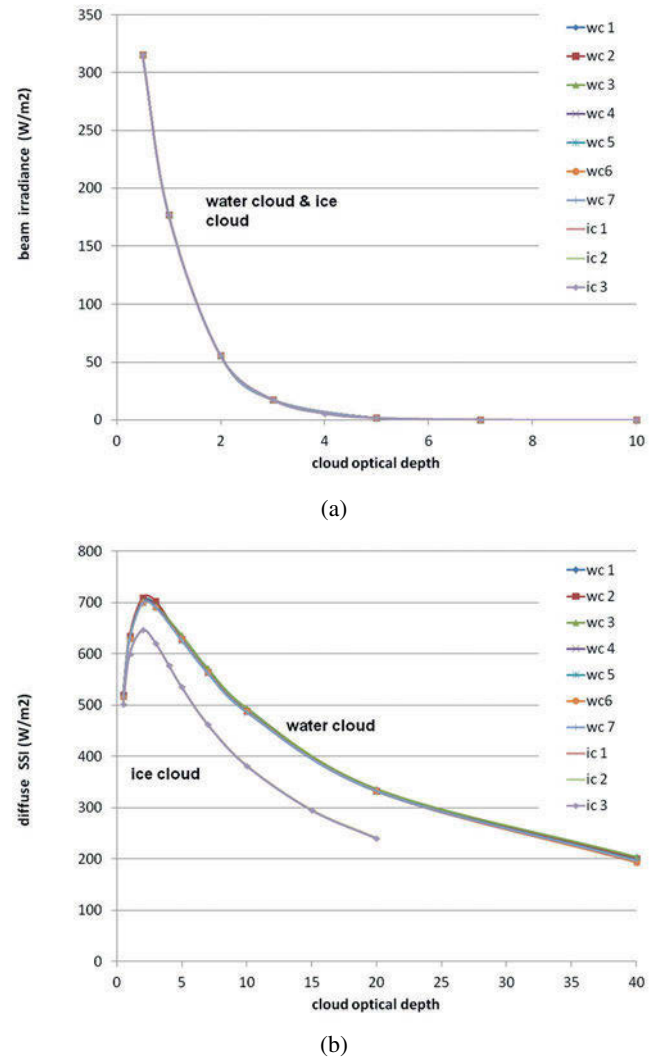 350
300
250
200
150
100
50
0
beam irradiance (W/m2)
water cloud & ice
cloud
0 2 4 6 8 10
cloud optical depth
wc 1
wc 2
wc 3
wc 4
wc 5
wc6
wc 7
ic 1
ic 2
ic 3
(a)
800
700
600
500
400
300
200
100
0
diffuse SSI (W/m2)
water cloud
ice cloud
0 5 10 15 20 25 30 35 40
cloud optical depth
wc 1
wc 2
wc 3
wc 4
wc 5
wc6
wc 7
ic 1
ic 2
ic 3
(b)